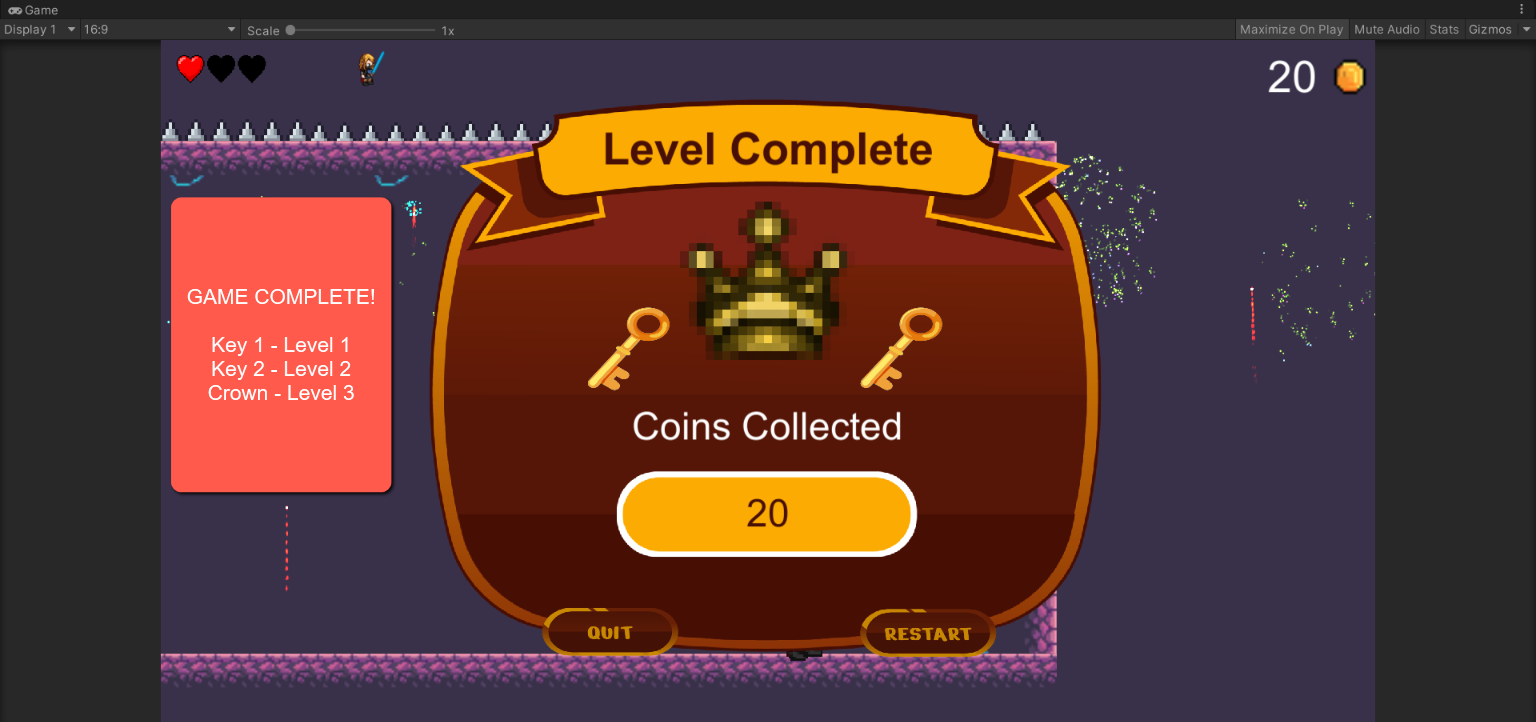 Game
Display 1
16:9
Scale
1x
Maximize On Play
Mute Audio
Stats
Gizmos
20
Level Complete
GAME COMPLETE!
Key 1 - Level 1
Key 2 - Level 2
Crown - Level 3
Coins Collected
20
QUIT
RESTART